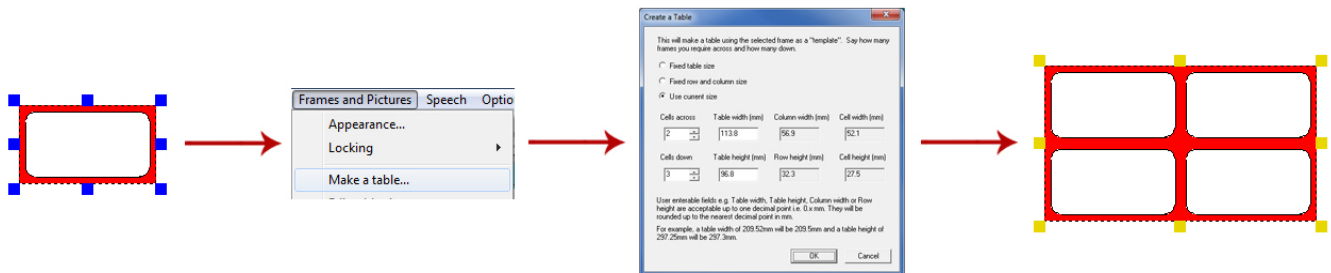 Frames and Pictures Speech Optio
Appearance...
Locking
Make a table...
Create a Table
This will make a table using the selected frame as a "template". Say how many
frames you require across and how many down.
Fixed table size
Fixed row and column size
Use current size
Cells across Table width (mm) Column width (mm) Cell width (mm)
2 113.8 56.9 52.1
Cells down Table height (mm) Row height (mm) Cell height (mm)
3 96.8 32.3 27.5
User enterable fields e.g. Table width, Table height, Column width or Row
height are acceptable up to one decimal point i.e. 0.x mm. They will be
rounded up to the nearest decimal point in mm.
For example, a table width of 209.52mm will be 209.5mm and a table height of
297.25mm will be 297.3mm.
OK Cancel